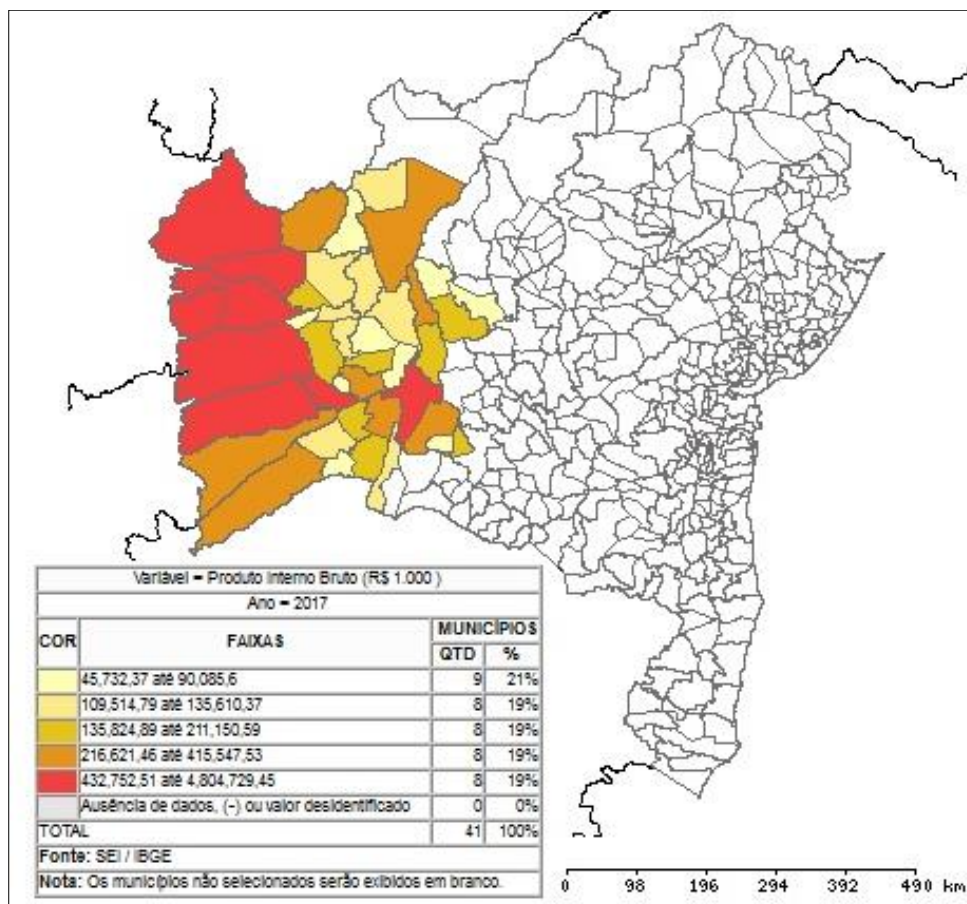 Variável = Produto Interno Bruto (R$ 1.000 )
Ano = 2017
COR FAIXAS MUNICÍPIOS
QTD %
45,732,37 até 90,085,6 9 21%
109,514,79 até 135,610,37 8 19%
135,824,89 até 211,150,59 8 19%
216,621,46 até 415,547,53 8 19%
432,752,51 até 4,804,729,45 8 19%
Ausência de dados, (-) ou valor desidentificado 0 0%
TOTAL 41 100%
Fonte: SEI / IBGE
Nota: Os municípios não selecionados serão exibidos em branco.
0 98 196 294 392 490 km